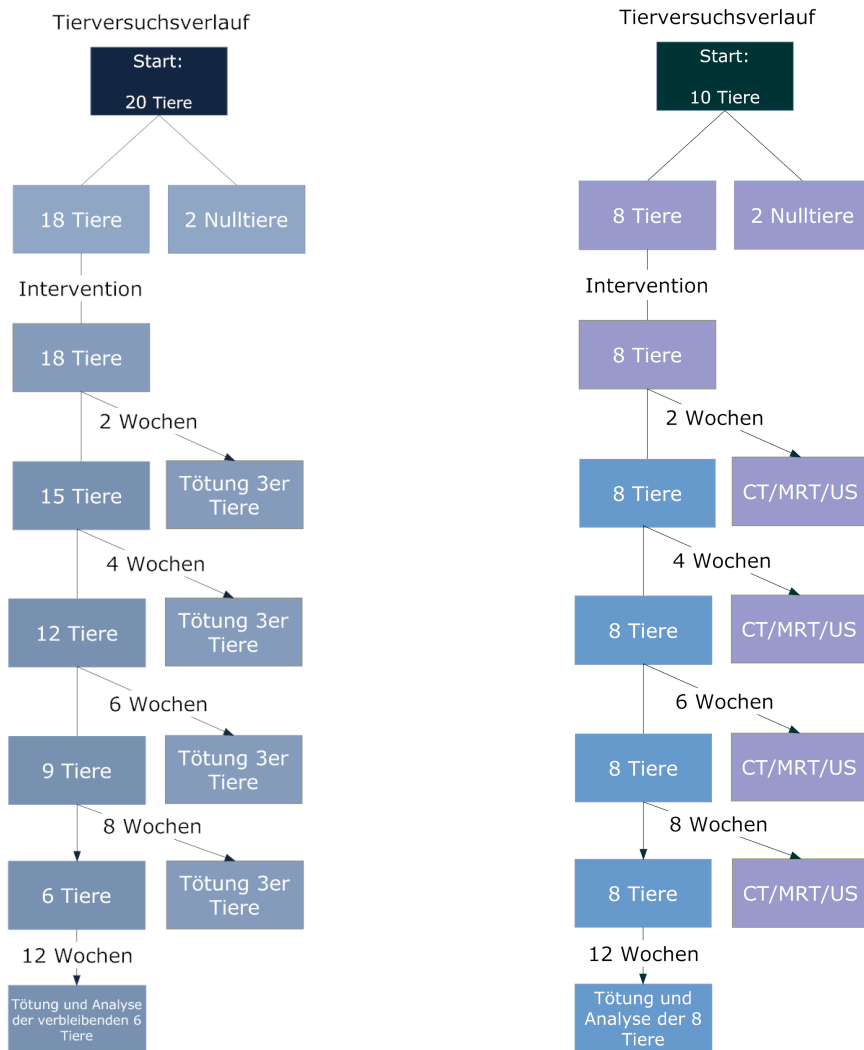 Tierversuchsverlauf
Start:
20 Tiere
18 Tiere
2 Nulltiere
Intervention
18 Tiere
2 Wochen
15 Tiere
Tötung 3er
Tiere
4 Wochen
12 Tiere
Tötung 3er
Tiere
6 Wochen
9 Tiere
Tötung 3er
Tiere
8 Wochen
6 Tiere
Tötung 3er
Tiere
12 Wochen
Tötung und Analyse
der verbleibenden 6
Tiere
Tierversuchsverlauf
Start:
10 Tiere
8 Tiere
2 Nulltiere
Intervention
8 Tiere
2 Wochen
8 Tiere
CT/MRT/US
4 Wochen
8 Tiere
CT/MRT/US
6 Wochen
8 Tiere
CT/MRT/US
8 Wochen
8 Tiere
CT/MRT/US
12 Wochen
Tötung und
Analyse der 8
Tiere